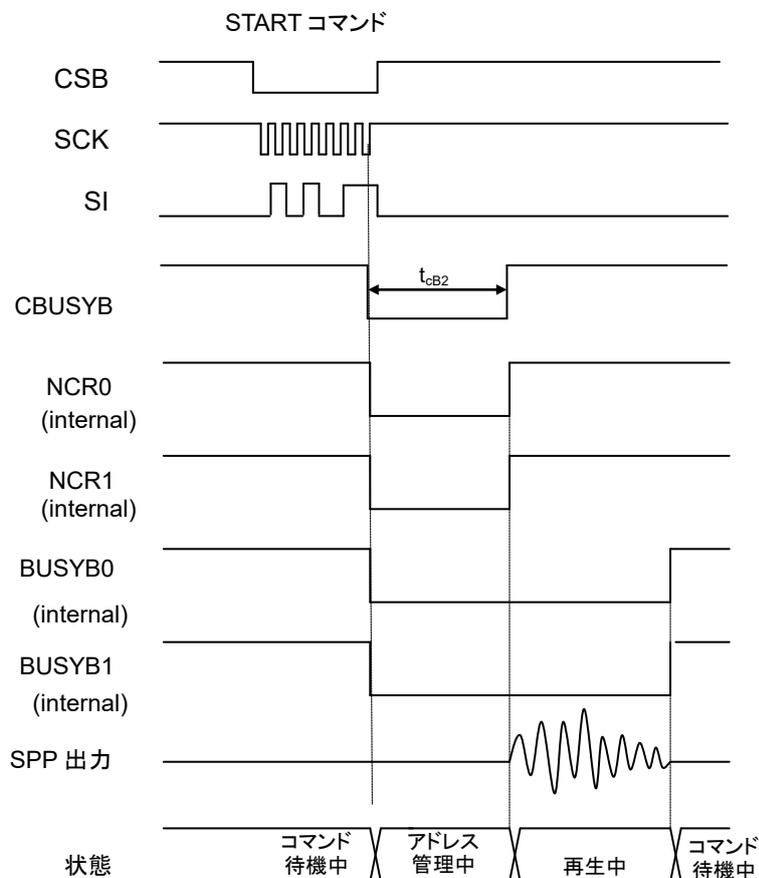 START コマンド
CSB
SCK
SI
CBUSYB
tcB2
NCR0
(internal)
NCR1
(internal)
BUSYB0
(internal)
BUSYB1
(internal)
SPP 出力
状態
コマンド
待機中
アドレス
管理中
再生中
コマンド
待機中